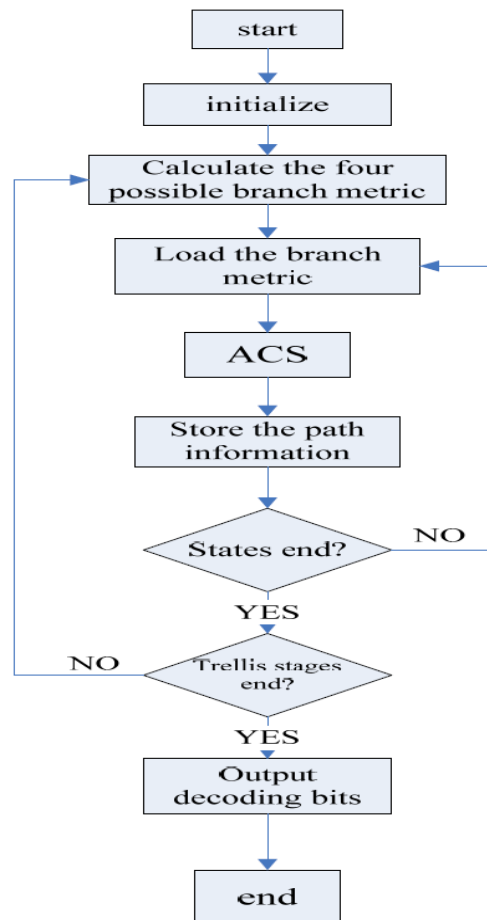 start
initialize
Calculate the four
possible branch metric
Load the branch
metric
ACS
Store the path
information
States end?
NO
YES
NO
Trellis stages
end?
YES
Output
decoding bits
end